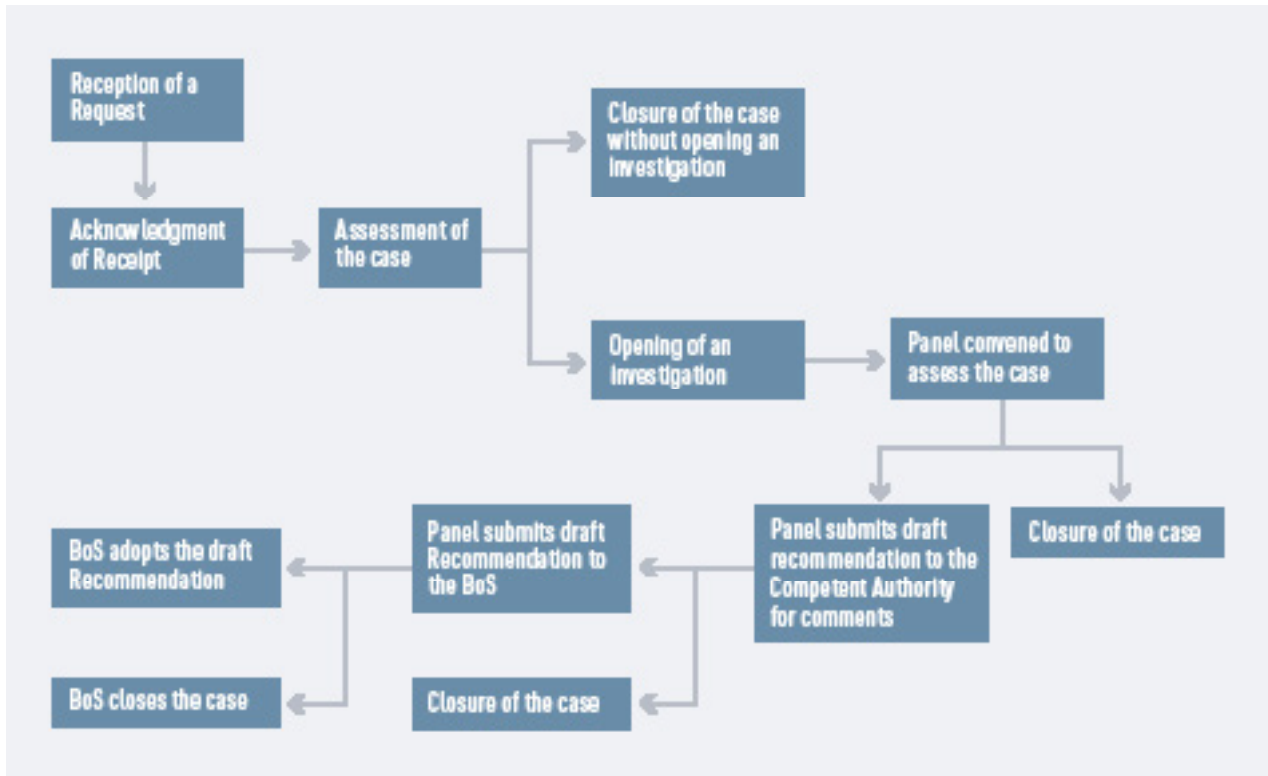 Reception of a
Request
Closure of the case
without opening an
investigation
Acknowledgment
of Receipt
Assessment of
the case
Opening of an
investigation
Panel convened to
assess the case
Panel submits draft
recommendation to the
Competent Authority
for comments
Closure of the case
Panel submits draft
Recommendation to
the BoS
Closure of the case
BoS adopts the draft
Recommendation
BoS closes the case